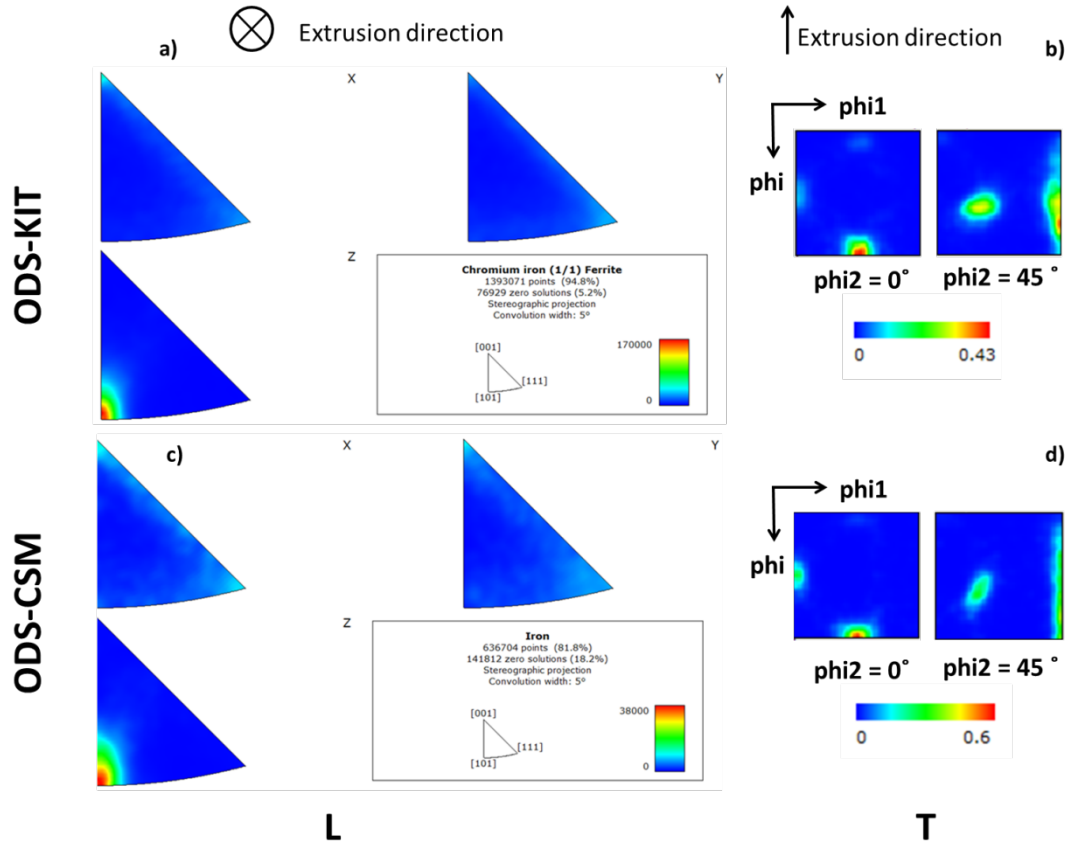 Extrusion direction
Extrusion direction
a)
b)
X
Y
phi1
phi
ODS-KIT
Z
Chromium iron (1/1) Ferrite
1393071 points (94.8%)
76929 zero solutions (5.2%)
Stereographic projection
Convolution width: 5°
[001]
[111]
[101]
170000
0
phi2 = 0˚
phi2 = 45 ˚
0
0.43
c)
d)
X
Y
phi1
phi
ODS-CSM
Z
Iron
636704 points (81.8%)
141812 zero solutions (18.2%)
Stereographic projection
Convolution width: 5°
[001]
[111]
[101]
38000
0
phi2 = 0˚
phi2 = 45 ˚
0
0.6
L
T